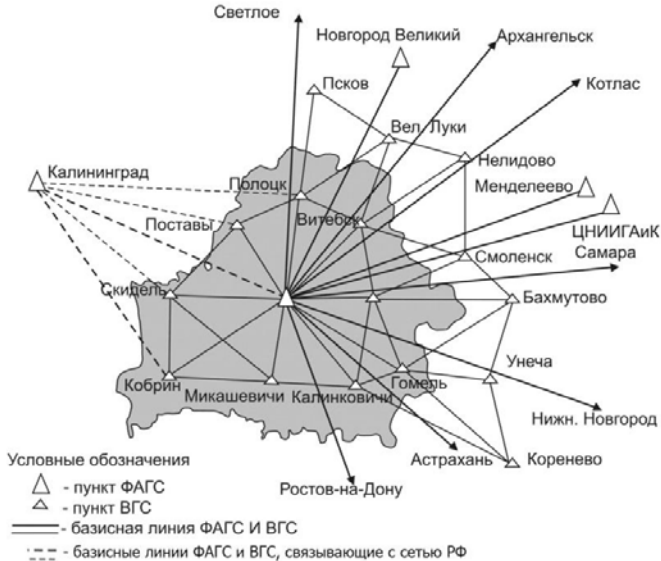 Светлое
Новгород Великий
Архангельск
Котлас
Псков
Вел. Луки
Нелидово
Калининград
Полоцк
Менделеево
Поставы
Витебск
ЦНИИГАиК
Смоленск
Самара
Скидель
Бахмутово
Унеча
Кобрин
Микашевичи
Калинковичи
Гомель
Нижн. Новгород
Астрахань
Коренево
Ростов-на-Дону
Условные обозначения
- пункт ФАГС
- пункт ВГС
- базисная линия ФАГС И ВГС
- базисные линии ФАГС и ВГС, связывающие с сетью РФ